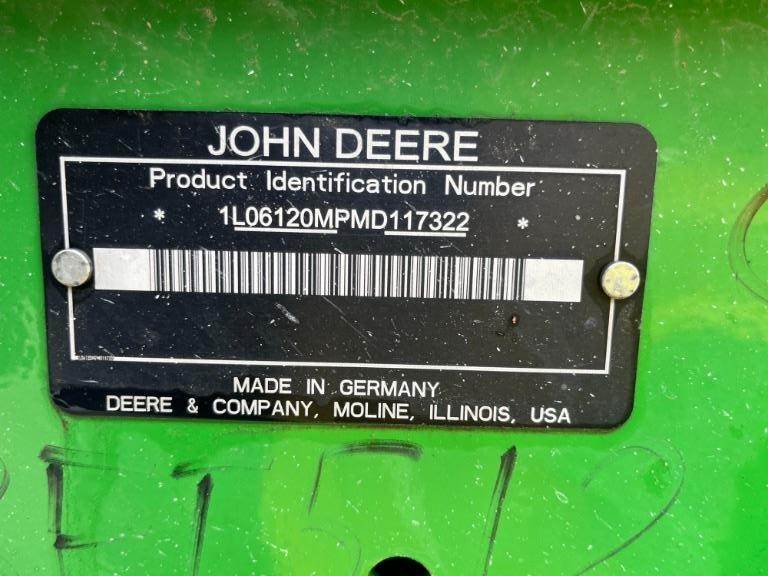 JOHN DEERE
Product Identification Number
* 1L06120MPMD117322 *
MADE IN GERMANY
DEERE & COMPANY, MOLINE, ILLINOIS, USA